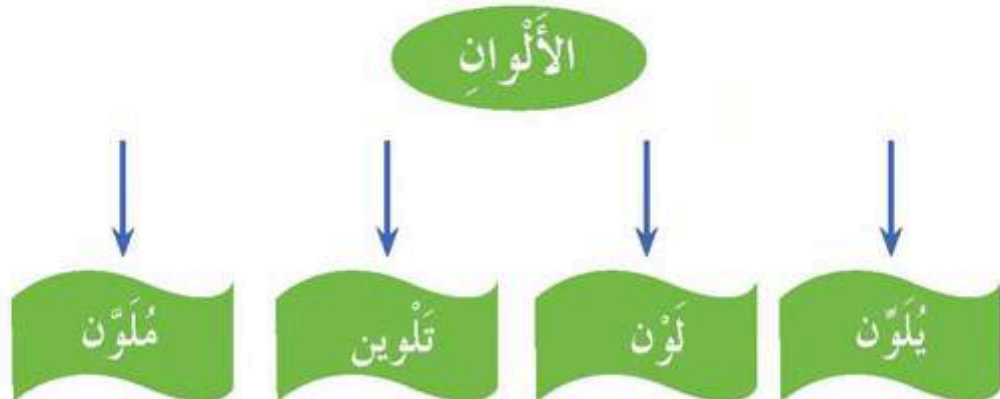 الأَلْوانِ
يُلَوِّن
لَوْن
تَلْوين
مُلَوَّن